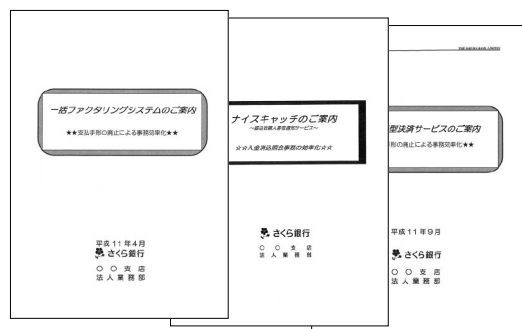 一括ファクタリングシステムのご案内
★★支払手形の廃止による事務効率化★★
平成11年4月
さくら銀行
○ ○ 支 店
法 人 業 務 部
ナイスキャッチのご案内
☆☆入金消込照合事務の効率化☆☆
さくら銀行
○ ○ 支 店
法 人 業 務 部
型決済サービスのご案内
形の廃止による事務効率化★★
平成11年9月
さくら銀行
○ ○ 支 店
法 人 業 務 部